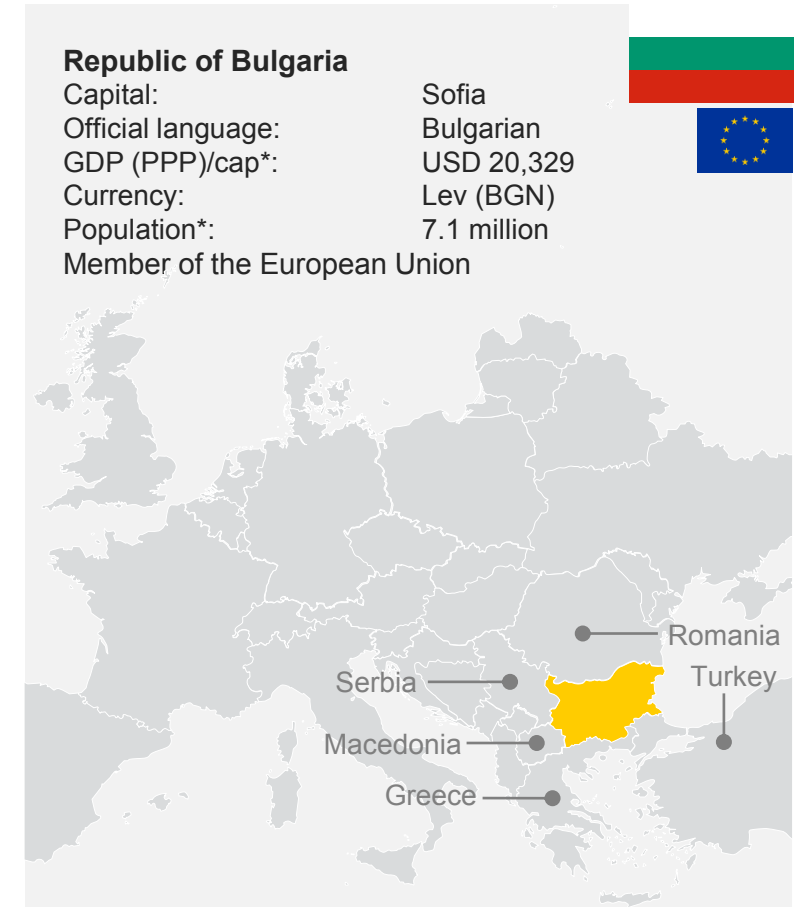 Republic of Bulgaria
Capital: Sofia
Official language: Bulgarian
GDP (PPP)/cap*: USD 20,329
Currency: Lev (BGN)
Population*: 7.1 million
Member of the European Union
Romania
Serbia
Turkey
Macedonia
Greece